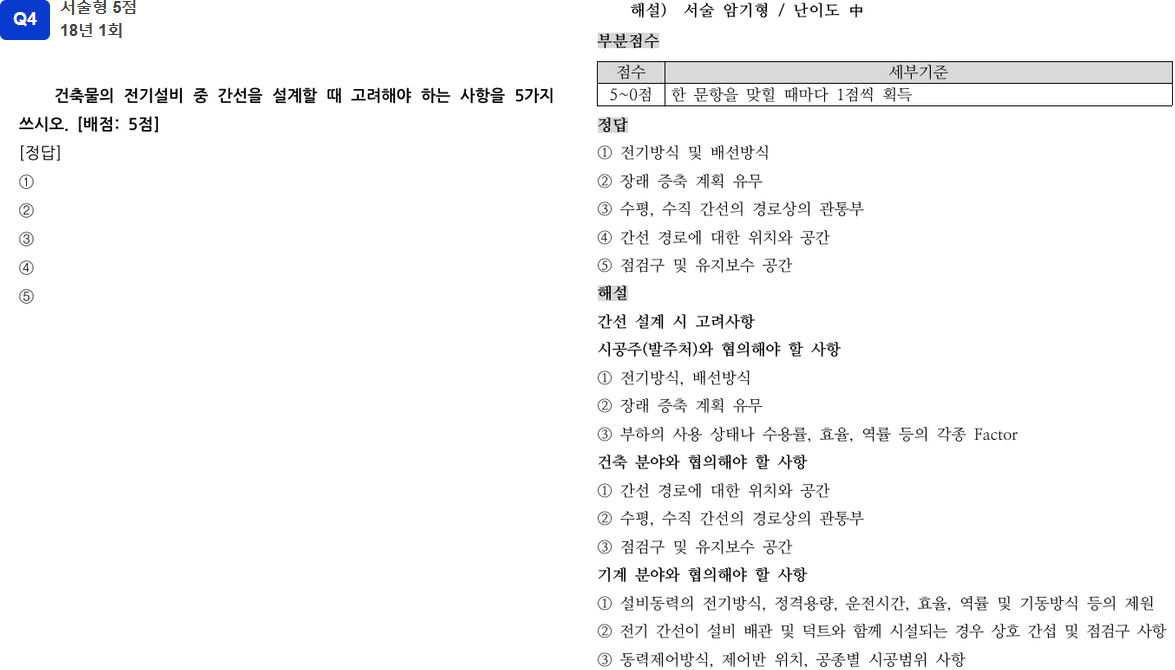 Q4
서술형 5점
18년 1회
건축물의 전기설비 중 간선을 설계할 때 고려해야 하는 사항을 5가지
쓰시오. [배점: 5점]
[정답]
①
②
③
④
⑤
해설) 서술 암기형 / 난이도 中
부분점수
점수 세부기준
5~0점 한 문항을 맞힐 때마다 1점씩 획득
정답
① 전기방식 및 배선방식
② 장래 증축 계획 유무
③ 수평, 수직 간선의 경로상의 관통부
④ 간선 경로에 대한 위치와 공간
⑤ 점검구 및 유지보수 공간
해설
간선 설계 시 고려사항
시공주(발주처)와 협의해야 할 사항
① 전기방식, 배선방식
② 장래 증축 계획 유무
③ 부하의 사용 상태나 수용률, 효율, 역률 등의 각종 Factor
건축 분야와 협의해야 할 사항
① 간선 경로에 대한 위치와 공간
② 수평, 수직 간선의 경로상의 관통부
③ 점검구 및 유지보수 공간
기계 분야와 협의해야 할 사항
① 설비동력의 전기방식, 정격용량, 운전시간, 효율, 역률 및 기동방식 등의 제원
② 전기 간선이 설비 배관 및 덕트와 함께 시설되는 경우 상호 간섭 및 점검구 사항
③ 동력제어방식, 제어반 위치, 공종별 시공범위 사항